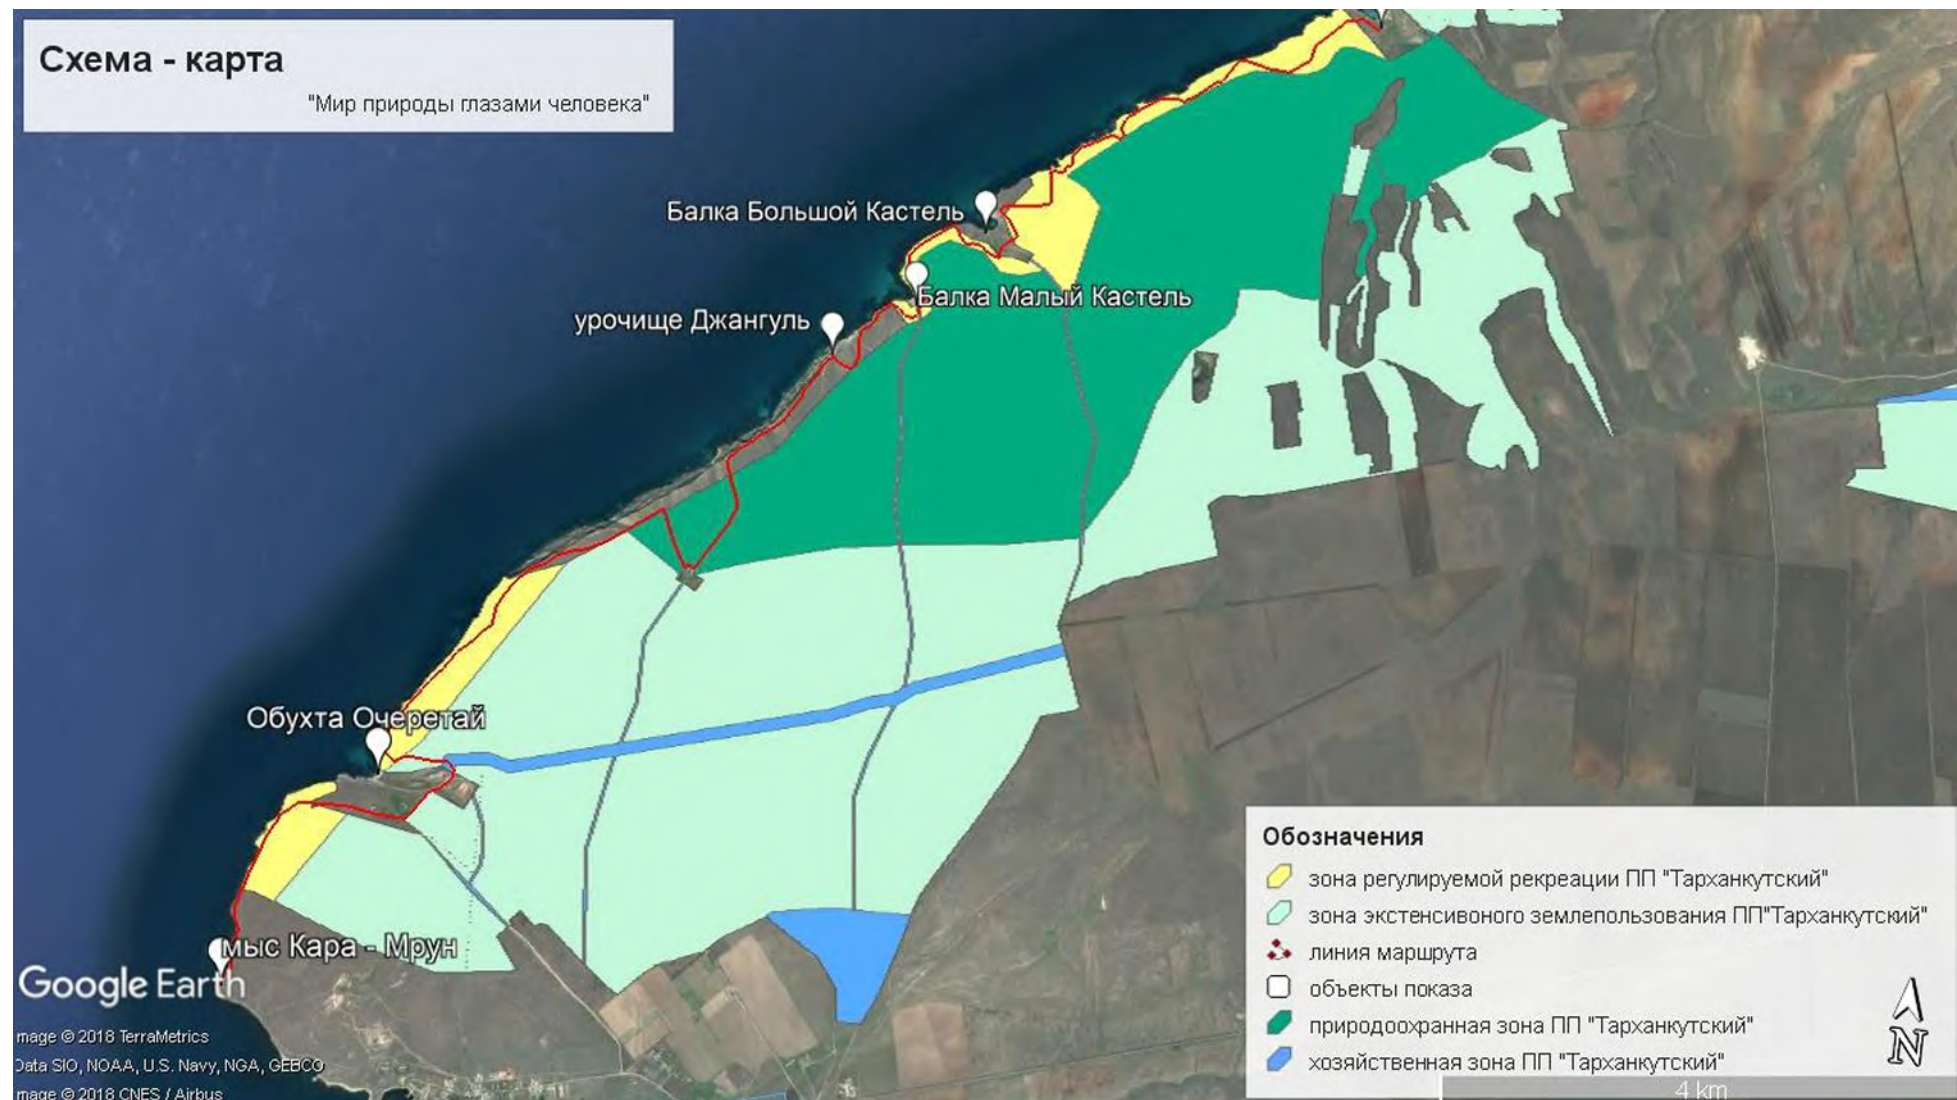 Схема - карта
"Мир природы глазами человека"
Балка Большой Кастель
Балка Малый Кастель
урочище Джангуль
Обухта Очеретай
мыс Кара - Мрун
Google Earth
mage © 2018 TerraMetrics
Data SIO, NOAA, U.S. Navy, NGA, GEBCO
mage © 2018 CNES / Airbus
Обозначения
зона регулируемой рекреации ПП "Тарханкутский"
зона экстенсивоного землепользования ПП"Тарханкутский"
линия маршрута
объекты показа
природоохранная зона ПП "Тарханкутский"
хозяйственная зона ПП "Тарханкутский"
N
4 km